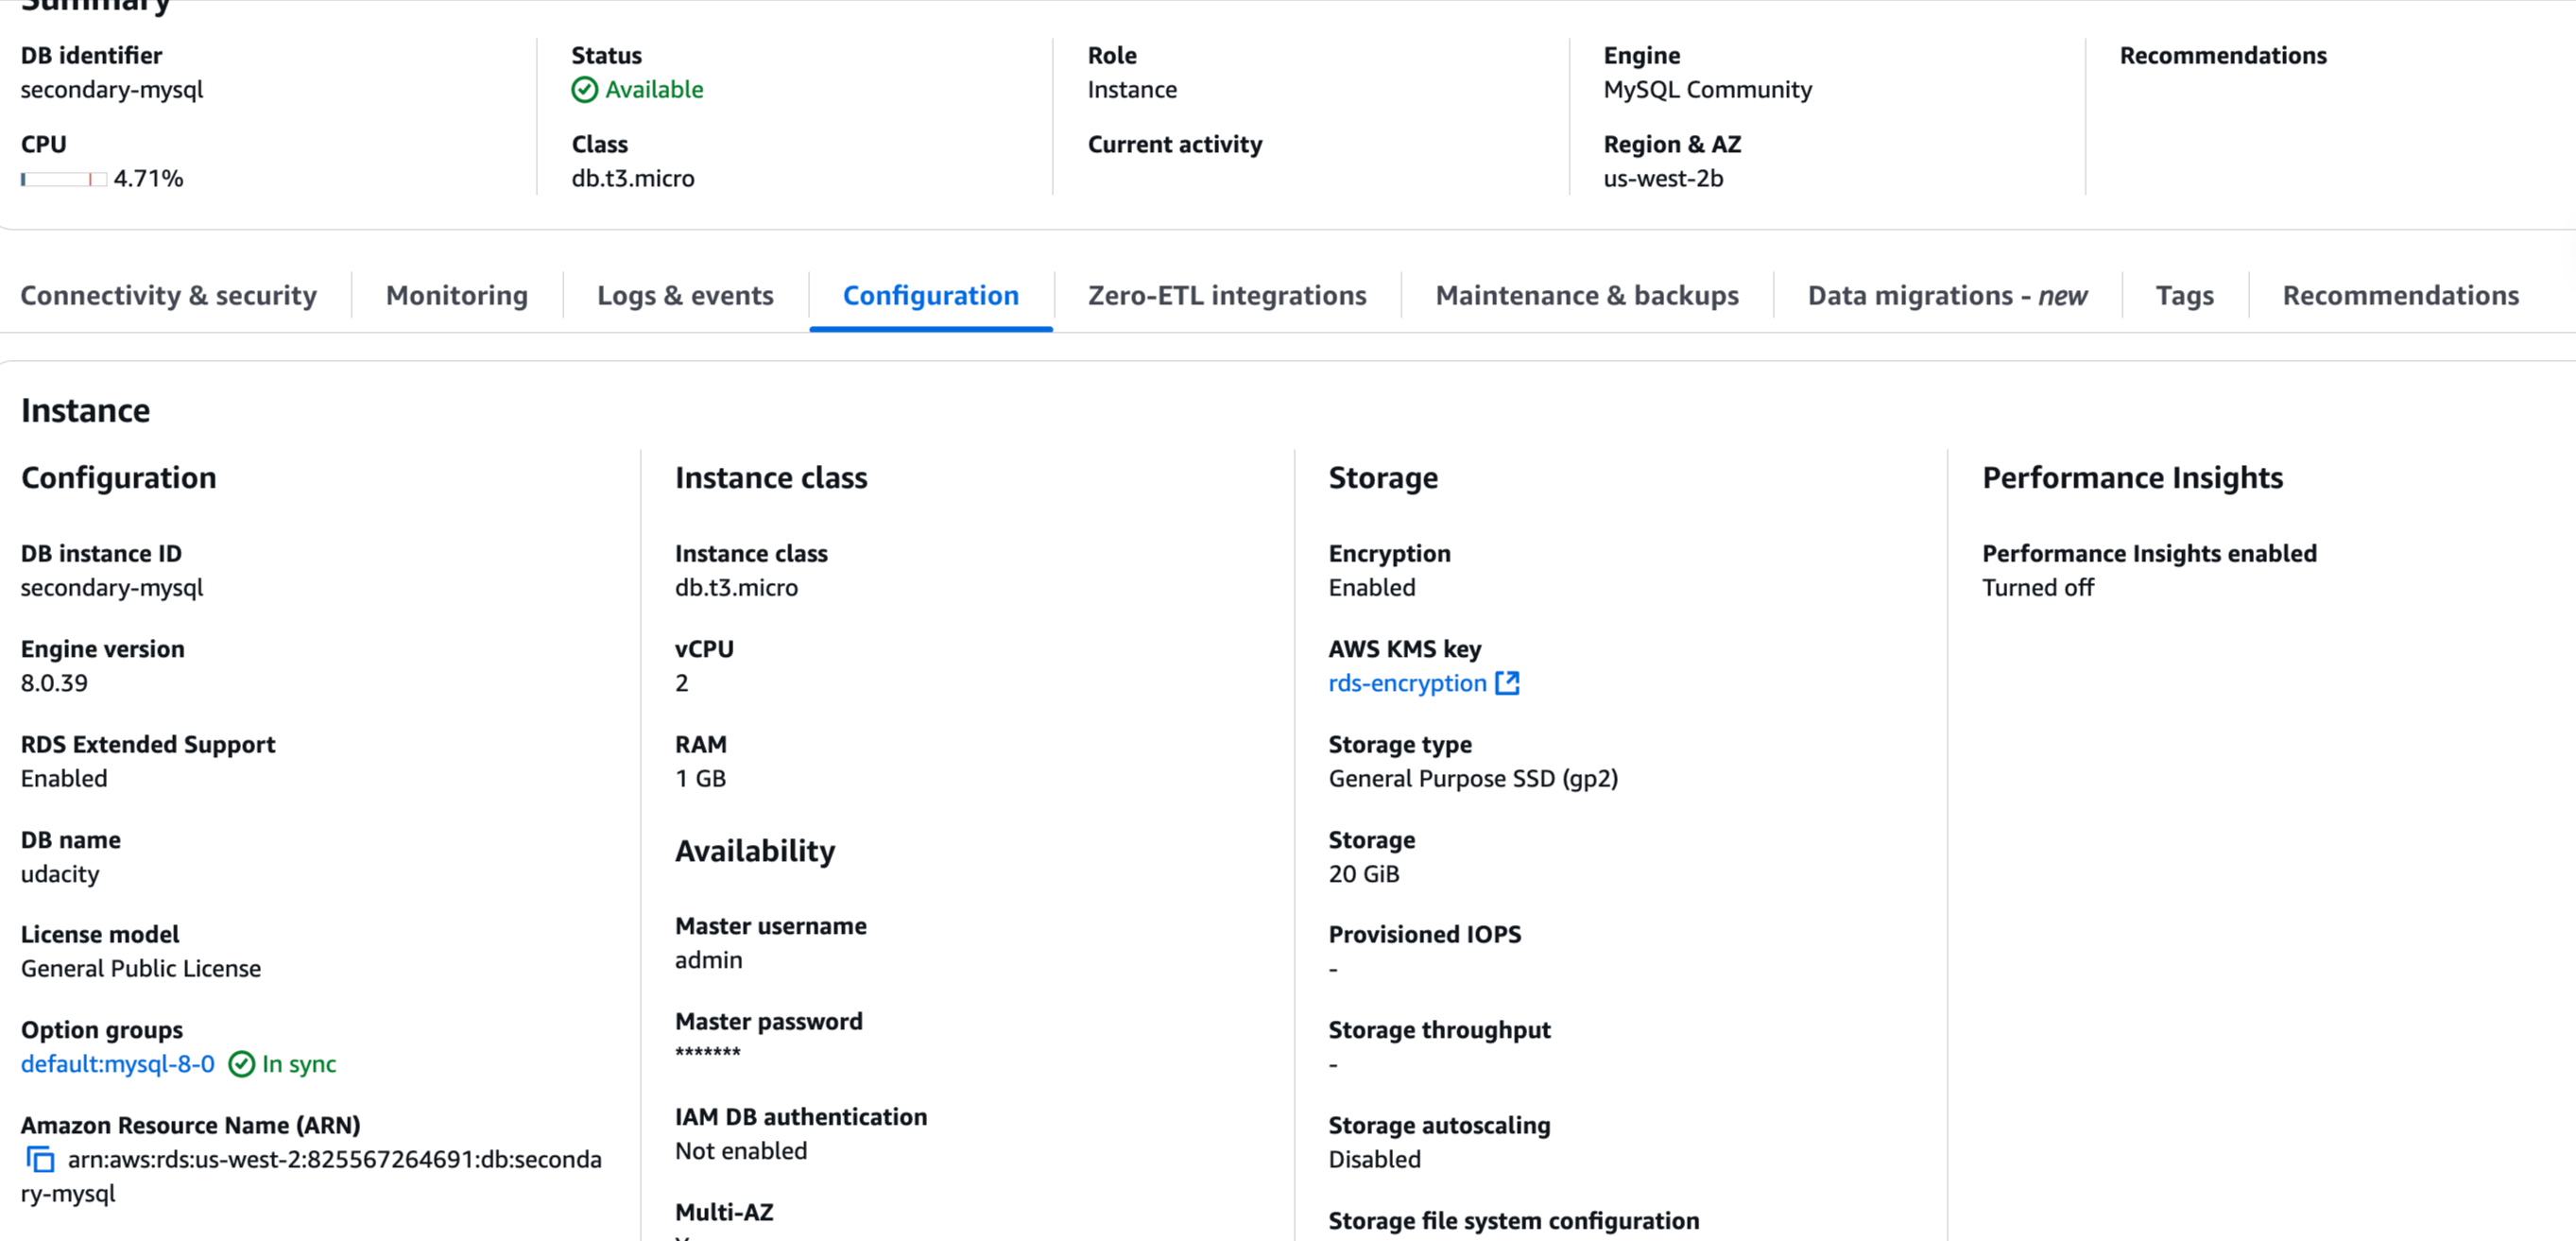 Summary
DB identifier
secondary-mysql
Status
Available
Role
Instance
Engine
MySQL Community
Recommendations
CPU
4.71%
Class
db.t3.micro
Current activity
Region & AZ
us-west-2b
Connectivity & security
Monitoring
Logs & events
Configuration
Zero-ETL integrations
Maintenance & backups
Data migrations - new
Tags
Recommendations
Instance
Configuration
DB instance ID
secondary-mysql
Engine version
8.0.39
RDS Extended Support
Enabled
DB name
udacity
License model
General Public License
Option groups
default:mysql-8-0 In sync
Amazon Resource Name (ARN)
arn:aws:rds:us-west-2:825567264691:db:seconda
ry-mysql
Instance class
Instance class
db.t3.micro
vCPU
2
RAM
1 GB
Availability
Master username
admin
Master password
*******
IAM DB authentication
Not enabled
Multi-AZ
Storage
Encryption
Enabled
AWS KMS key
rds-encryption
Storage type
General Purpose SSD (gp2)
Storage
20 GiB
Provisioned IOPS
-
Storage throughput
-
Storage autoscaling
Disabled
Storage file system configuration
Performance Insights
Performance Insights enabled
Turned off